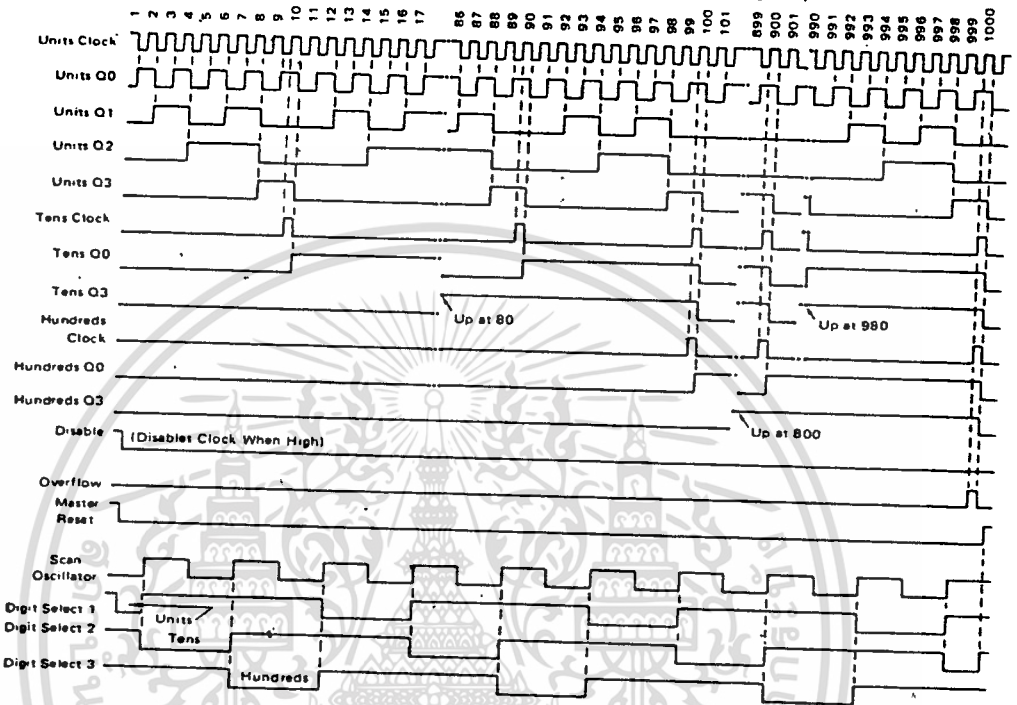 1 2 3 4 5 6 7 8 9 10 11 12 13 14 15 16 17 86 87 88 89 90 91 92 93 94 95 96 97 98 99 100 101 899 900 901 990 991 992 993 994 995 996 997 998 999 1000
Units Clock
Units Q0
Units Q1
Units Q2
Units Q3
Tens Clock
Tens Q0
Tens Q3
Up at 80
Up at 980
Hundreds
Clock
Hundreds Q0
Hundreds Q3
Up at 800
Disable
(Disables Clock When High)
Overflow
Master
Reset
Scan
Oscillator
Digit Select 1
Units
Digit Select 2
Tens
Digit Select 3
Hundreds